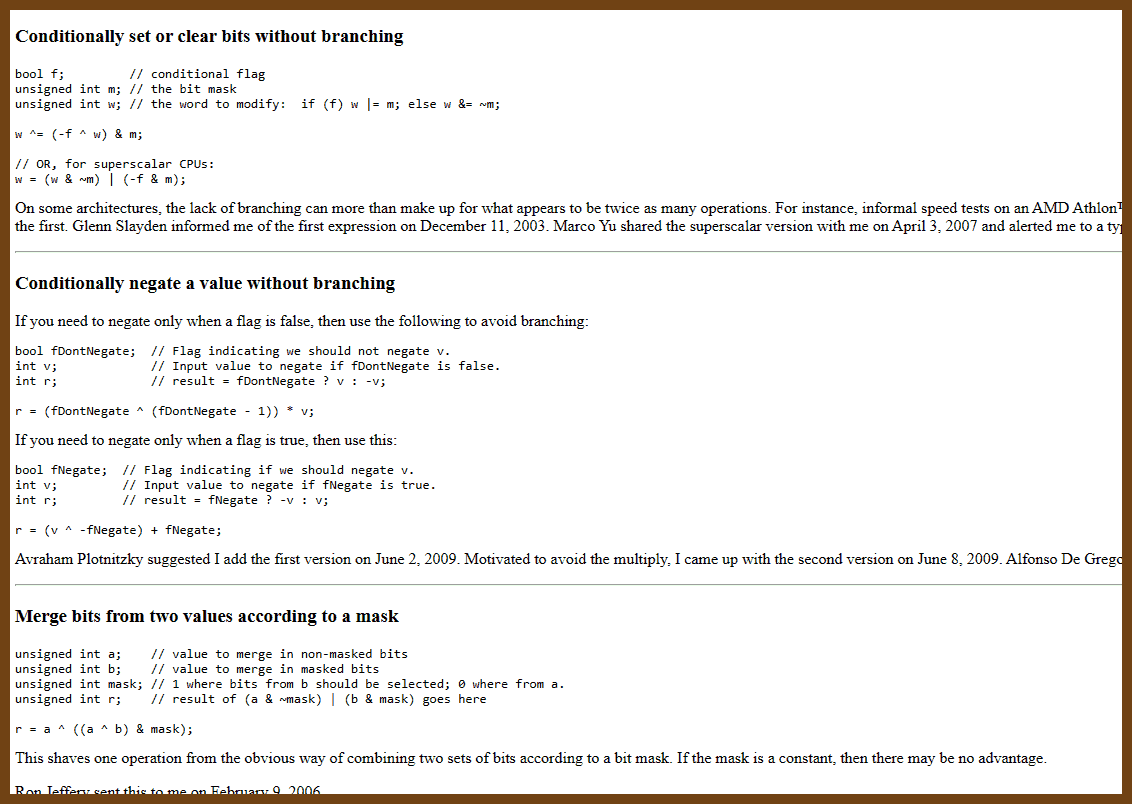 Conditionally set or clear bits without branching
bool f;         // conditional flag
unsigned int m; // the bit mask
unsigned int w; // the word to modify:  if (f) w |= m; else w &= ~m;
w ^= (-f ^ w) & m;
// OR, for superscalar CPUs:
w = (w & ~m) | (-f & m);
On some architectures, the lack of branching can more than make up for what appears to be twice as many operations. For instance, informal speed tests on an AMD Athlon
the first. Glenn Slayden informed me of the first expression on December 11, 2003. Marco Yu shared the superscalar version with me on April 3, 2007 and alerted me to a
Conditionally negate a value without branching
If you need to negate only when a flag is false, then use the following to avoid branching:
bool fDontNegate;  // Flag indicating we should not negate v.
int v;             // Input value to negate if fDontNegate is false.
int r;             // result = fDontNegate ? v : -v;
r = (fDontNegate ^ (fDontNegate - 1)) * v;
If you need to negate only when a flag is true, then use this:
bool fNegate;  // Flag indicating if we should negate v.
int v;         // Input value to negate if fNegate is true.
int r;         // result = fNegate ? -v : v;
r = (v ^ -fNegate) + fNegate;
Avraham Plotnitzky suggested I add the first version on June 2, 2009. Motivated to avoid the multiply, I came up with the second version on June 8, 2009. Alfonso De
Merge bits from two values according to a mask
unsigned int a;    // value to merge in non-masked bits
unsigned int b;    // value to merge in masked bits
unsigned int mask; // 1 where bits from b should be selected; 0 where from a.
unsigned int r;    // result of (a & ~mask) | (b & mask) goes here
r = a ^ ((a ^ b) & mask);
This shaves one operation from the obvious way of combining two sets of bits according to a bit mask. If the mask is a constant, then there may be no advantage.
Ron Jeffery sent this to me on February 9, 2006